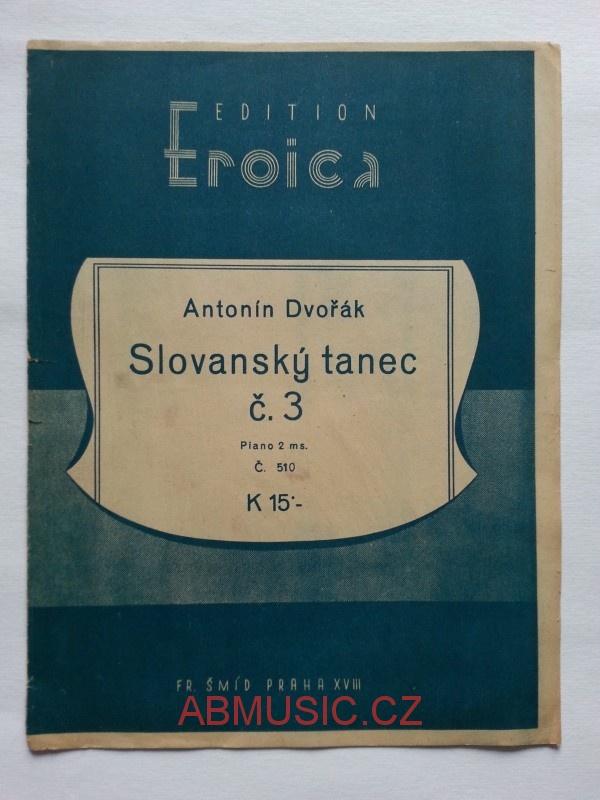 EDITION
Eroica
Antonín Dvořák
Slovanský tanec
č. 3
Piano 2 ms.
Č. 510
K 15·-
FR. ŠMÍD PRAHA XVIII
ABMUSIC.CZ